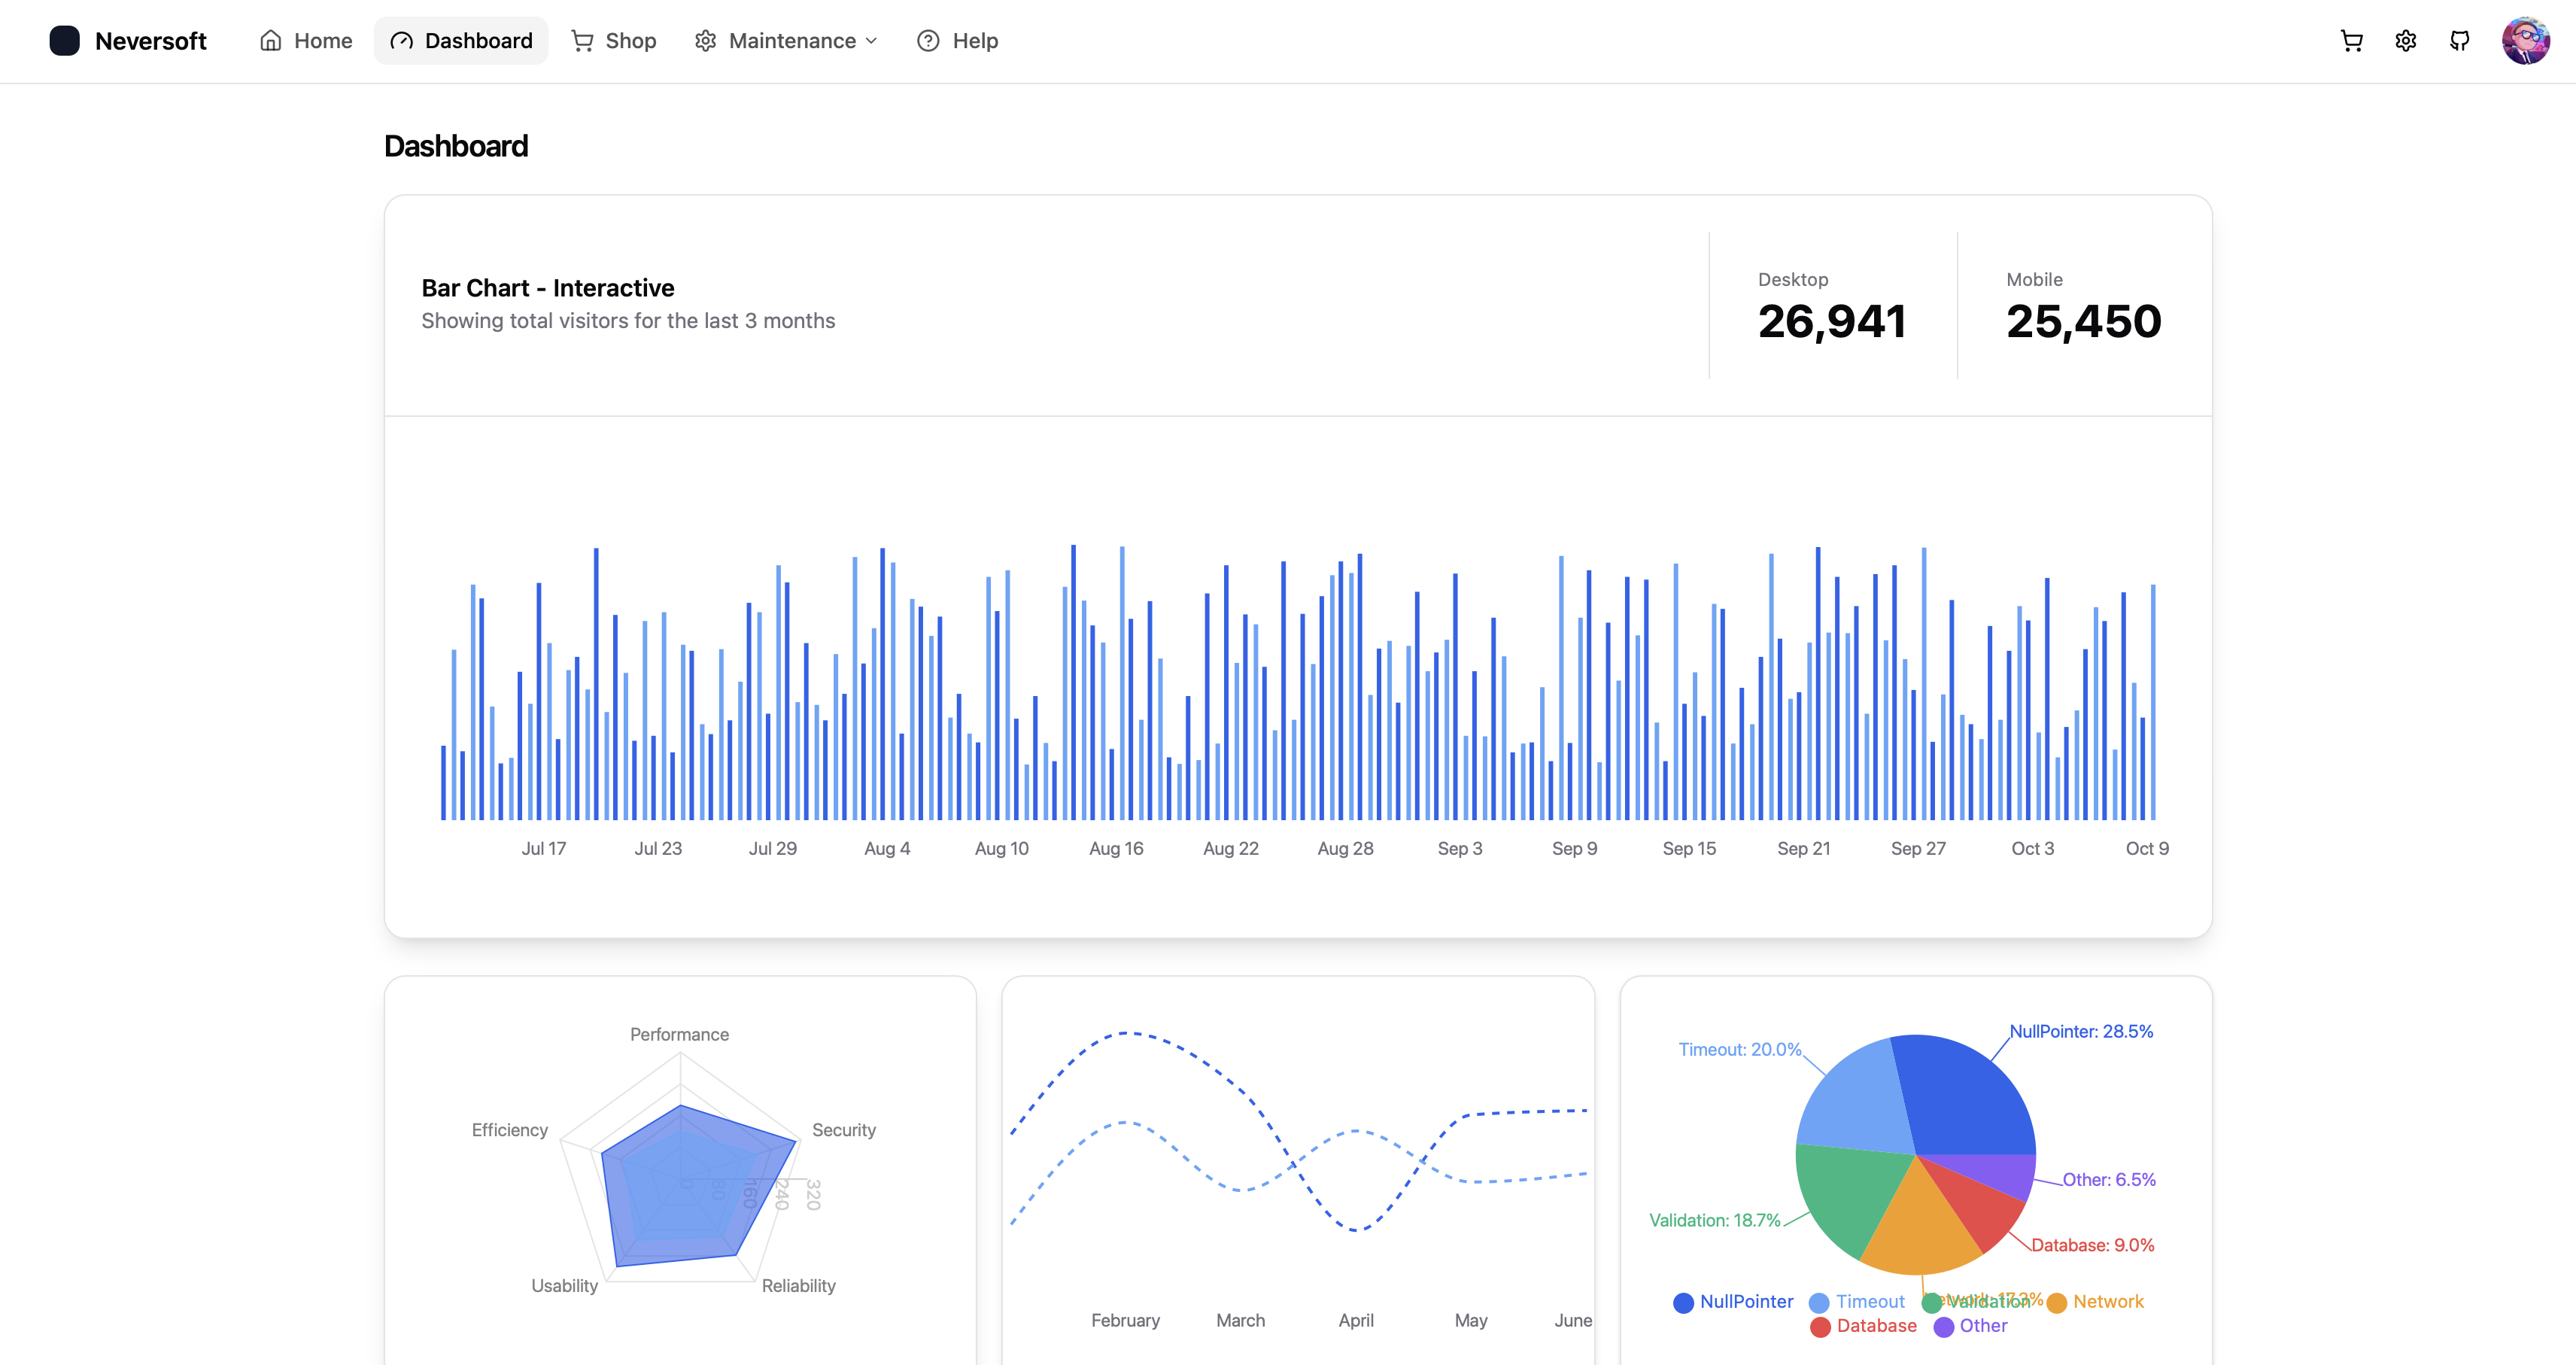 Neversoft
Home
Dashboard
Shop
Maintenance
Help
Dashboard
Bar Chart - Interactive
Showing total visitors for the last 3 months
Desktop
26,941
Mobile
25,450
Jul 17 Jul 23 Jul 29 Aug 4 Aug 10 Aug 16 Aug 22 Aug 28 Sep 3 Sep 9 Sep 15 Sep 21 Sep 27 Oct 3 Oct 9
Performance
Security
Reliability
Usability
Efficiency
0 80 160 240 320
February March April May June
NullPointer: 28.5%
Timeout: 20.0%
Validation: 18.7%
Network: 17.3%
Database: 9.0%
Other: 6.5%
NullPointer Timeout Validation Network
Database Other